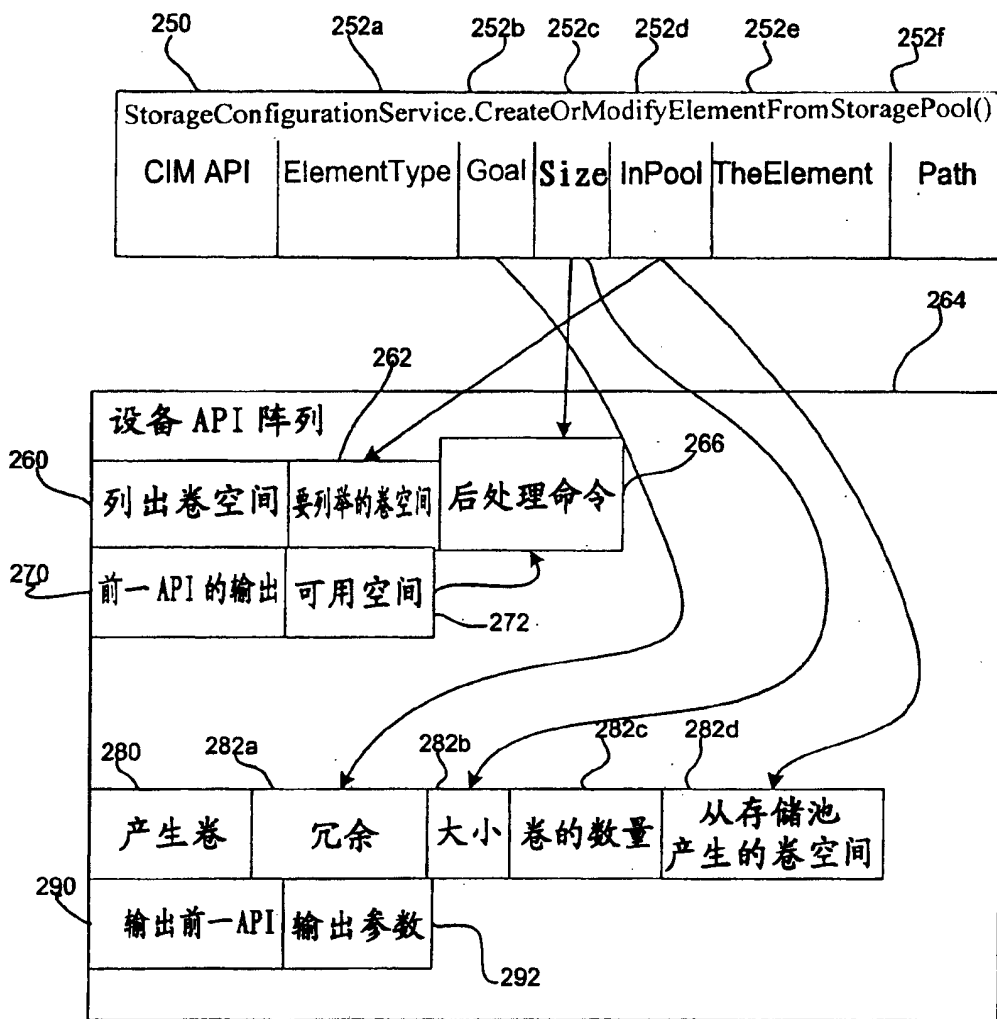 250 252a 252b 252c 252d 252e 252f
StorageConfigurationService.CreateOrModifyElementFromStoragePool()
CIM API ElementType Goal Size InPool TheElement Path
264
262
设备 API 阵列
260 266
列出卷空间 要列举的卷空间 后处理命令
270
前一API的输出 可用空间
272
280 282a 282b 282c 282d
产生卷 冗余 大小 卷的数量 从存储池
产生的卷空间
290
输出前一API 输出参数
292